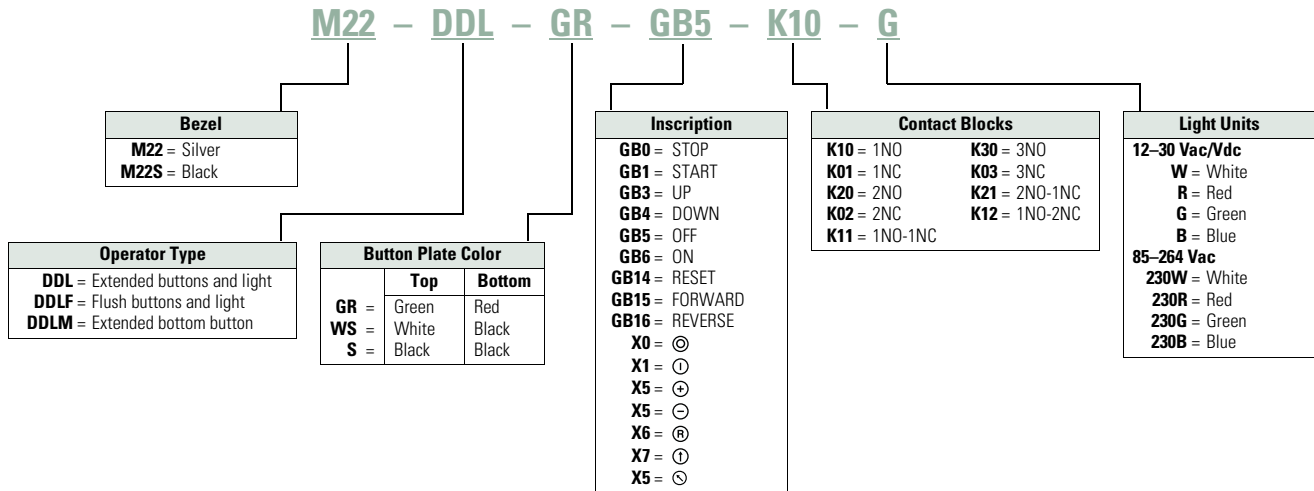 M22 – DDL – GR – GB5 – K10 – G
Bezel
M22 = Silver
M22S = Black
Operator Type
DDL = Extended buttons and light
DDLF = Flush buttons and light
DDLM = Extended bottom button
Button Plate Color
Top Bottom
GR = Green Red
WS = White Black
S = Black Black
Inscription
GB0 = STOP
GB1 = START
GB3 = UP
GB4 = DOWN
GB5 = OFF
GB6 = ON
GB14 = RESET
GB15 = FORWARD
GB16 = REVERSE
X0 = ◎
X1 = ⏼
X5 = ⊕
X5 = ⊖
X6 = Ⓡ
X7 = ↑
X5 = ↖
Contact Blocks
K10 = 1NO K30 = 3NO
K01 = 1NC K03 = 3NC
K20 = 2NO K21 = 2NO-1NC
K02 = 2NC K12 = 1NO-2NC
K11 = 1NO-1NC
Light Units
12–30 Vac/Vdc
W = White
R = Red
G = Green
B = Blue
85–264 Vac
230W = White
230R = Red
230G = Green
230B = Blue